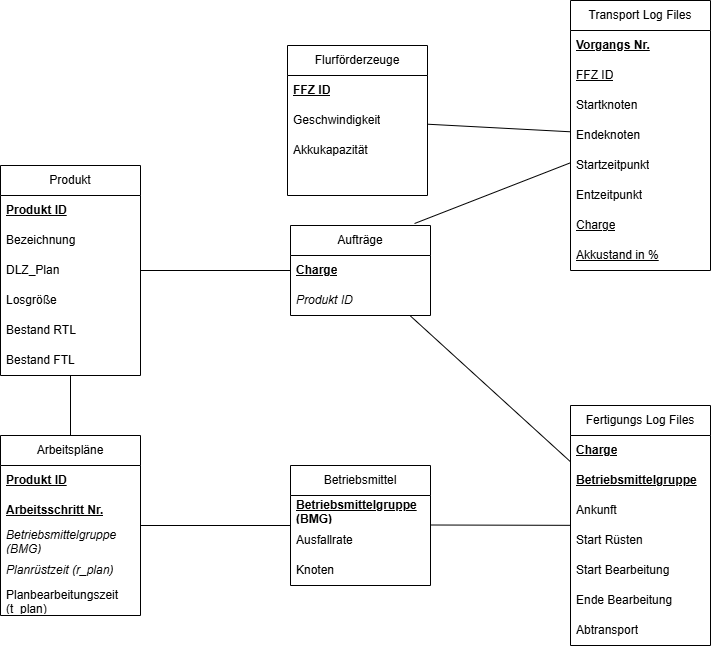 Transport Log Files
Vorgangs Nr.
FFZ ID
Startknoten
Endeknoten
Startzeitpunkt
Entzeitpunkt
Charge
Akkustand in %
Flurförderzeuge
FFZ ID
Geschwindigkeit
Akkukapazität
Produkt
Produkt ID
Bezeichnung
DLZ_Plan
Losgröße
Bestand RTL
Bestand FTL
Aufträge
Charge
Produkt ID
Arbeitspläne
Produkt ID
Arbeitsschritt Nr.
Betriebsmittelgruppe
(BMG)
Planrüstzeit (r_plan)
Planbearbeitungszeit
(t_plan)
Betriebsmittel
Betriebsmittelgruppe
(BMG)
Ausfallrate
Knoten
Fertigungs Log Files
Charge
Betriebsmittelgruppe
Ankunft
Start Rüsten
Start Bearbeitung
Ende Bearbeitung
Abtransport